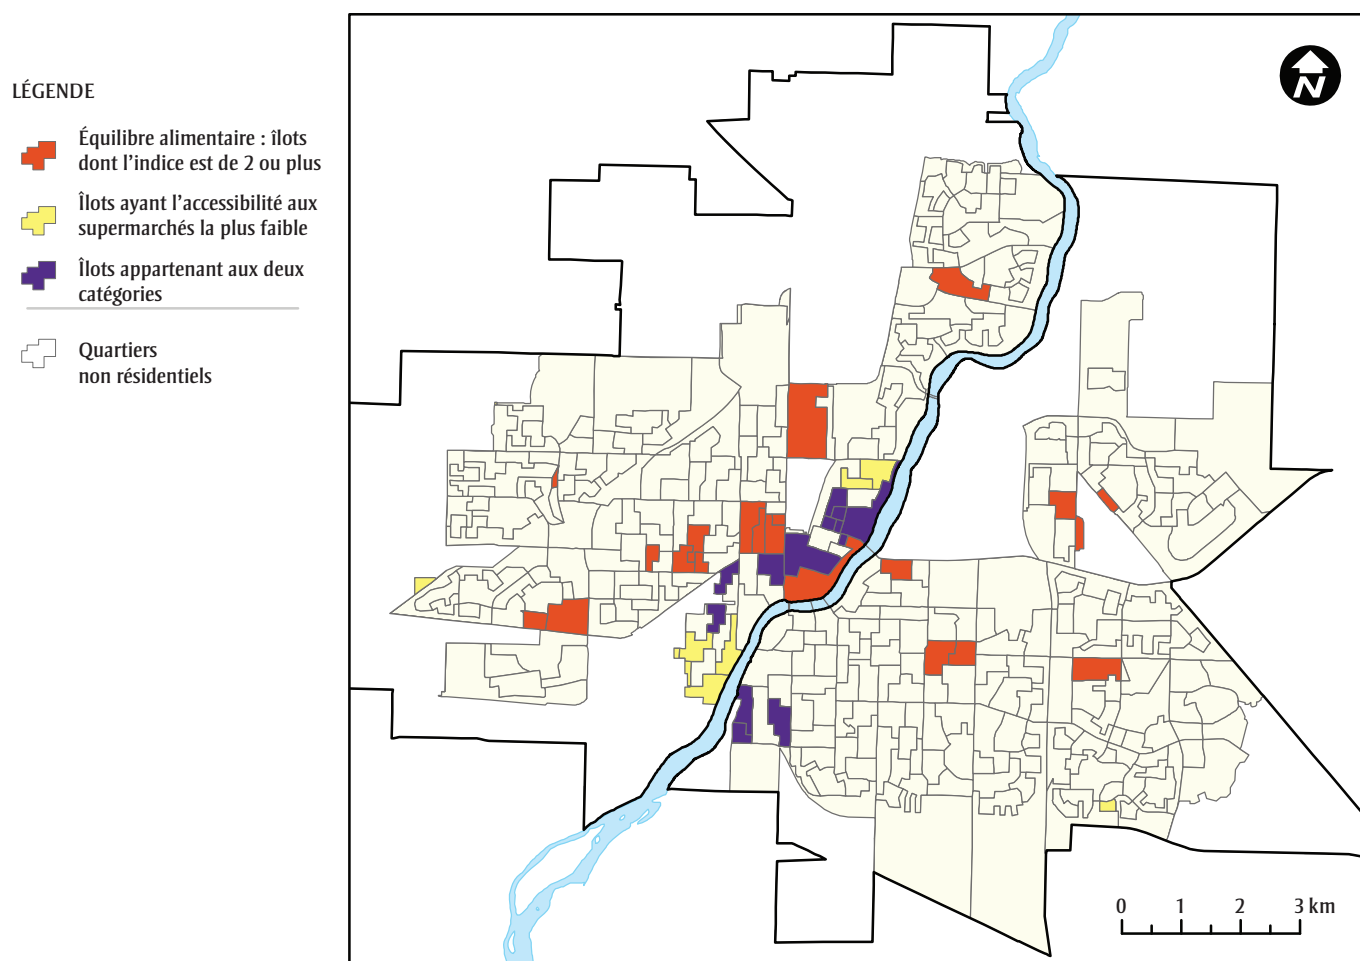 LÉGENDE
Équilibre alimentaire : îlots
dont l'indice est de 2 ou plus
Îlots ayant l'accessibilité aux
supermarchés la plus faible
Îlots appartenant aux deux
catégories
Quartiers
non résidentiels
N
0 1 2 3 km